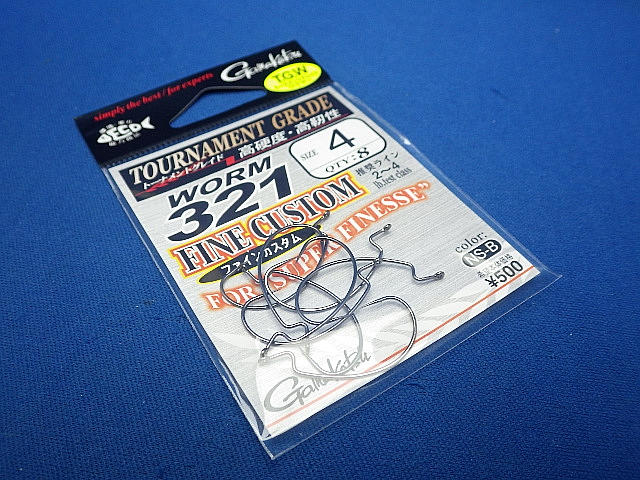 simply the best / for experts
Gamakatsu
TGW
DECO
TOURNAMENT GRADE
トーナメントグレイド
高硬度・高靭性
SIZE 4
QTY: 8
WORM
321
推奨ライン
2〜4
lb.test class
FINE CUSTOM
ファインカスタム
FOR "SUPER FINESSE"
color:
NS-B
¥500
Gamakatsu